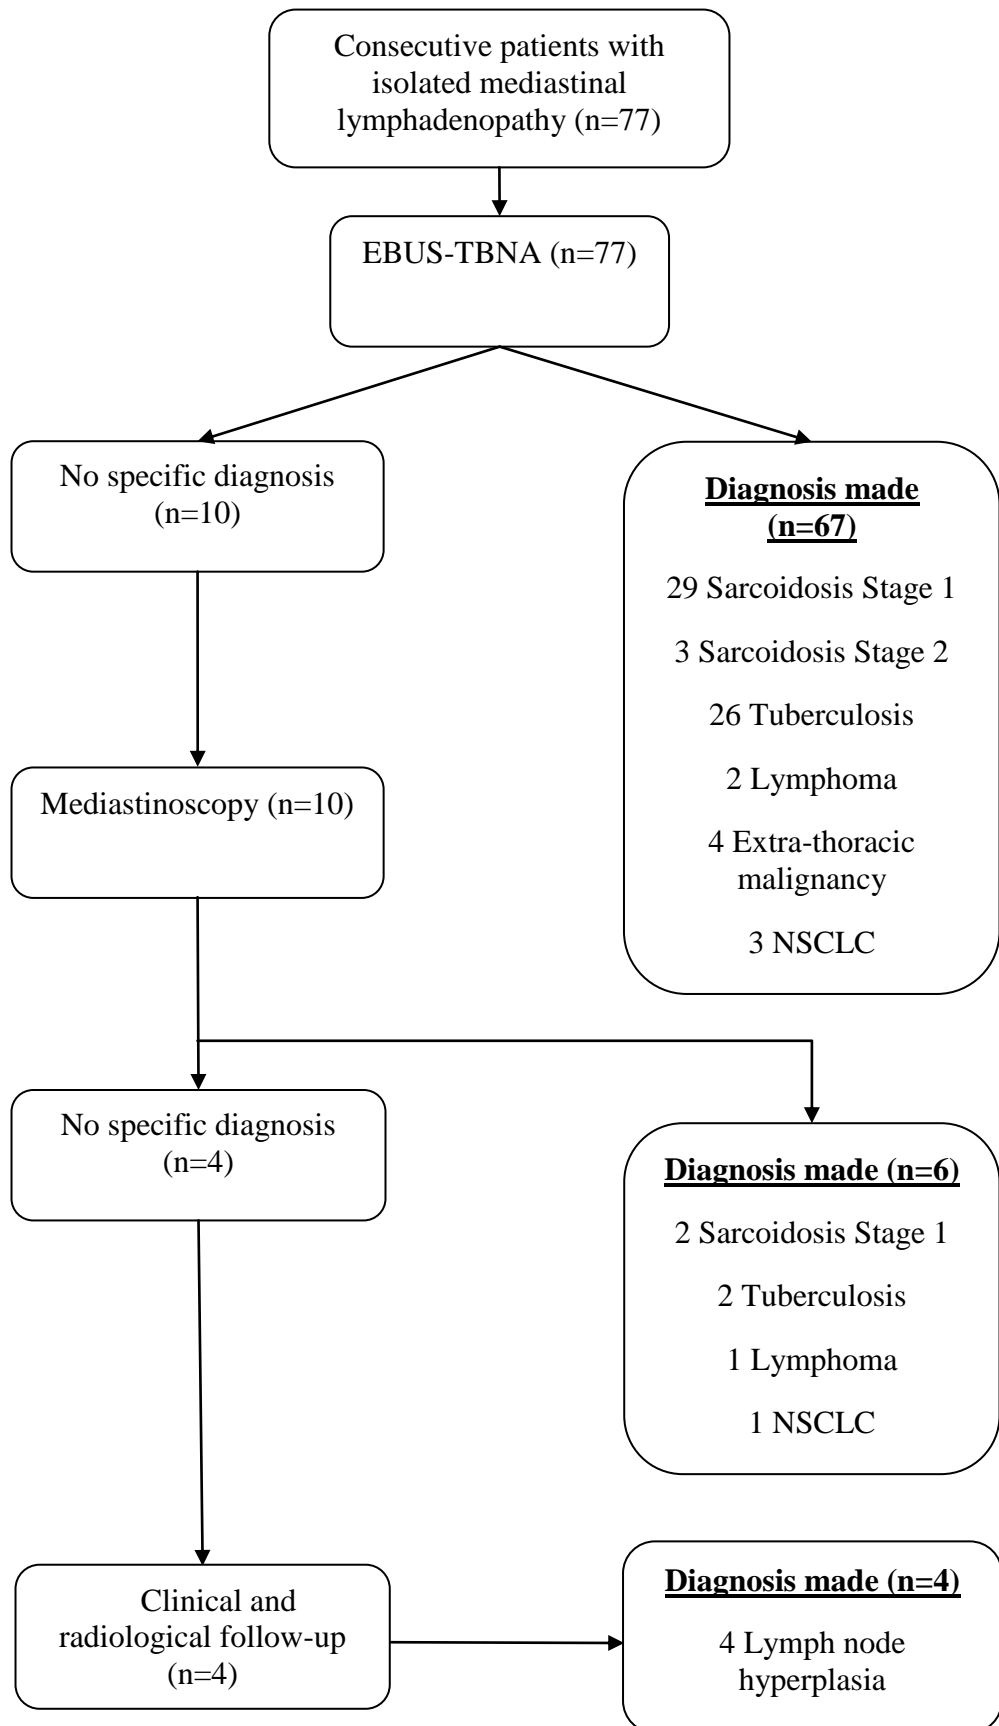 Consecutive patients with
isolated mediastinal
lymphadenopathy (n=77)
EBUS-TBNA (n=77)
No specific diagnosis
(n=10)
Diagnosis made
(n=67)
29 Sarcoidosis Stage 1
3 Sarcoidosis Stage 2
26 Tuberculosis
2 Lymphoma
4 Extra-thoracic
malignancy
3 NSCLC
Mediastinoscopy (n=10)
No specific diagnosis
(n=4)
Diagnosis made (n=6)
2 Sarcoidosis Stage 1
2 Tuberculosis
1 Lymphoma
1 NSCLC
Clinical and
radiological follow-up
(n=4)
Diagnosis made (n=4)
4 Lymph node
hyperplasia